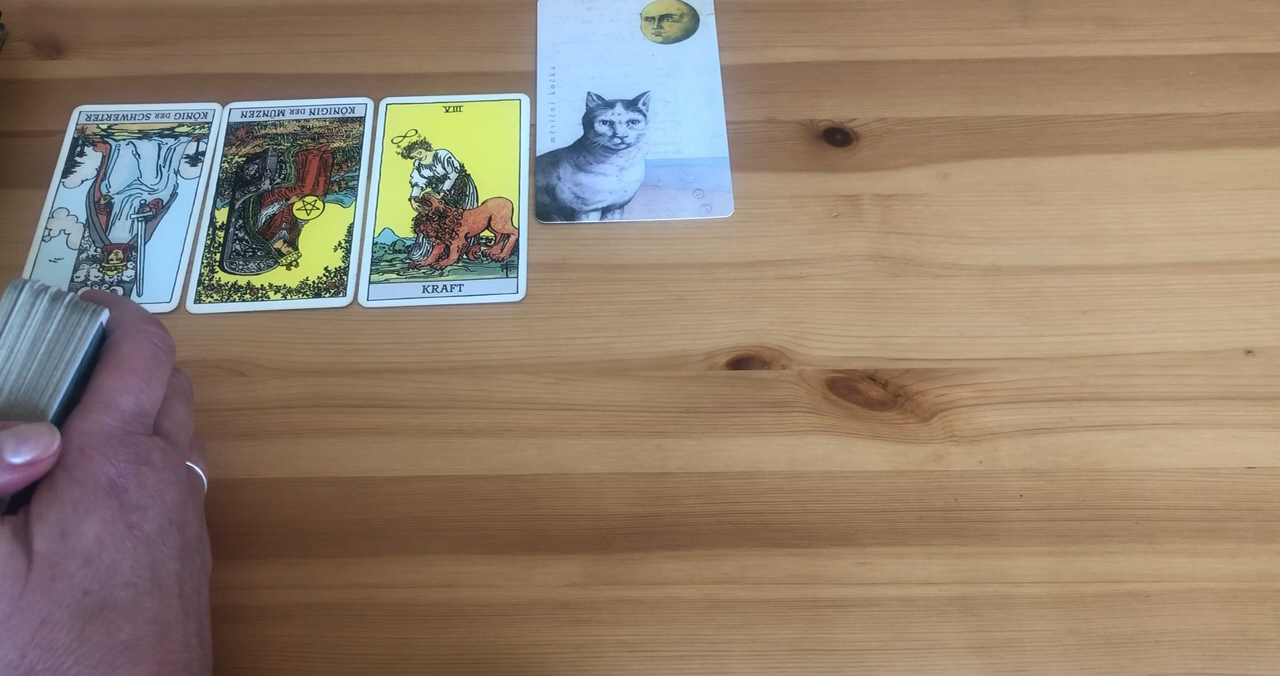 KÖNIG DER SCHWERTER
KÖNIGIN DER MÜNZEN
VIII
KRAFT
měsíční kočka